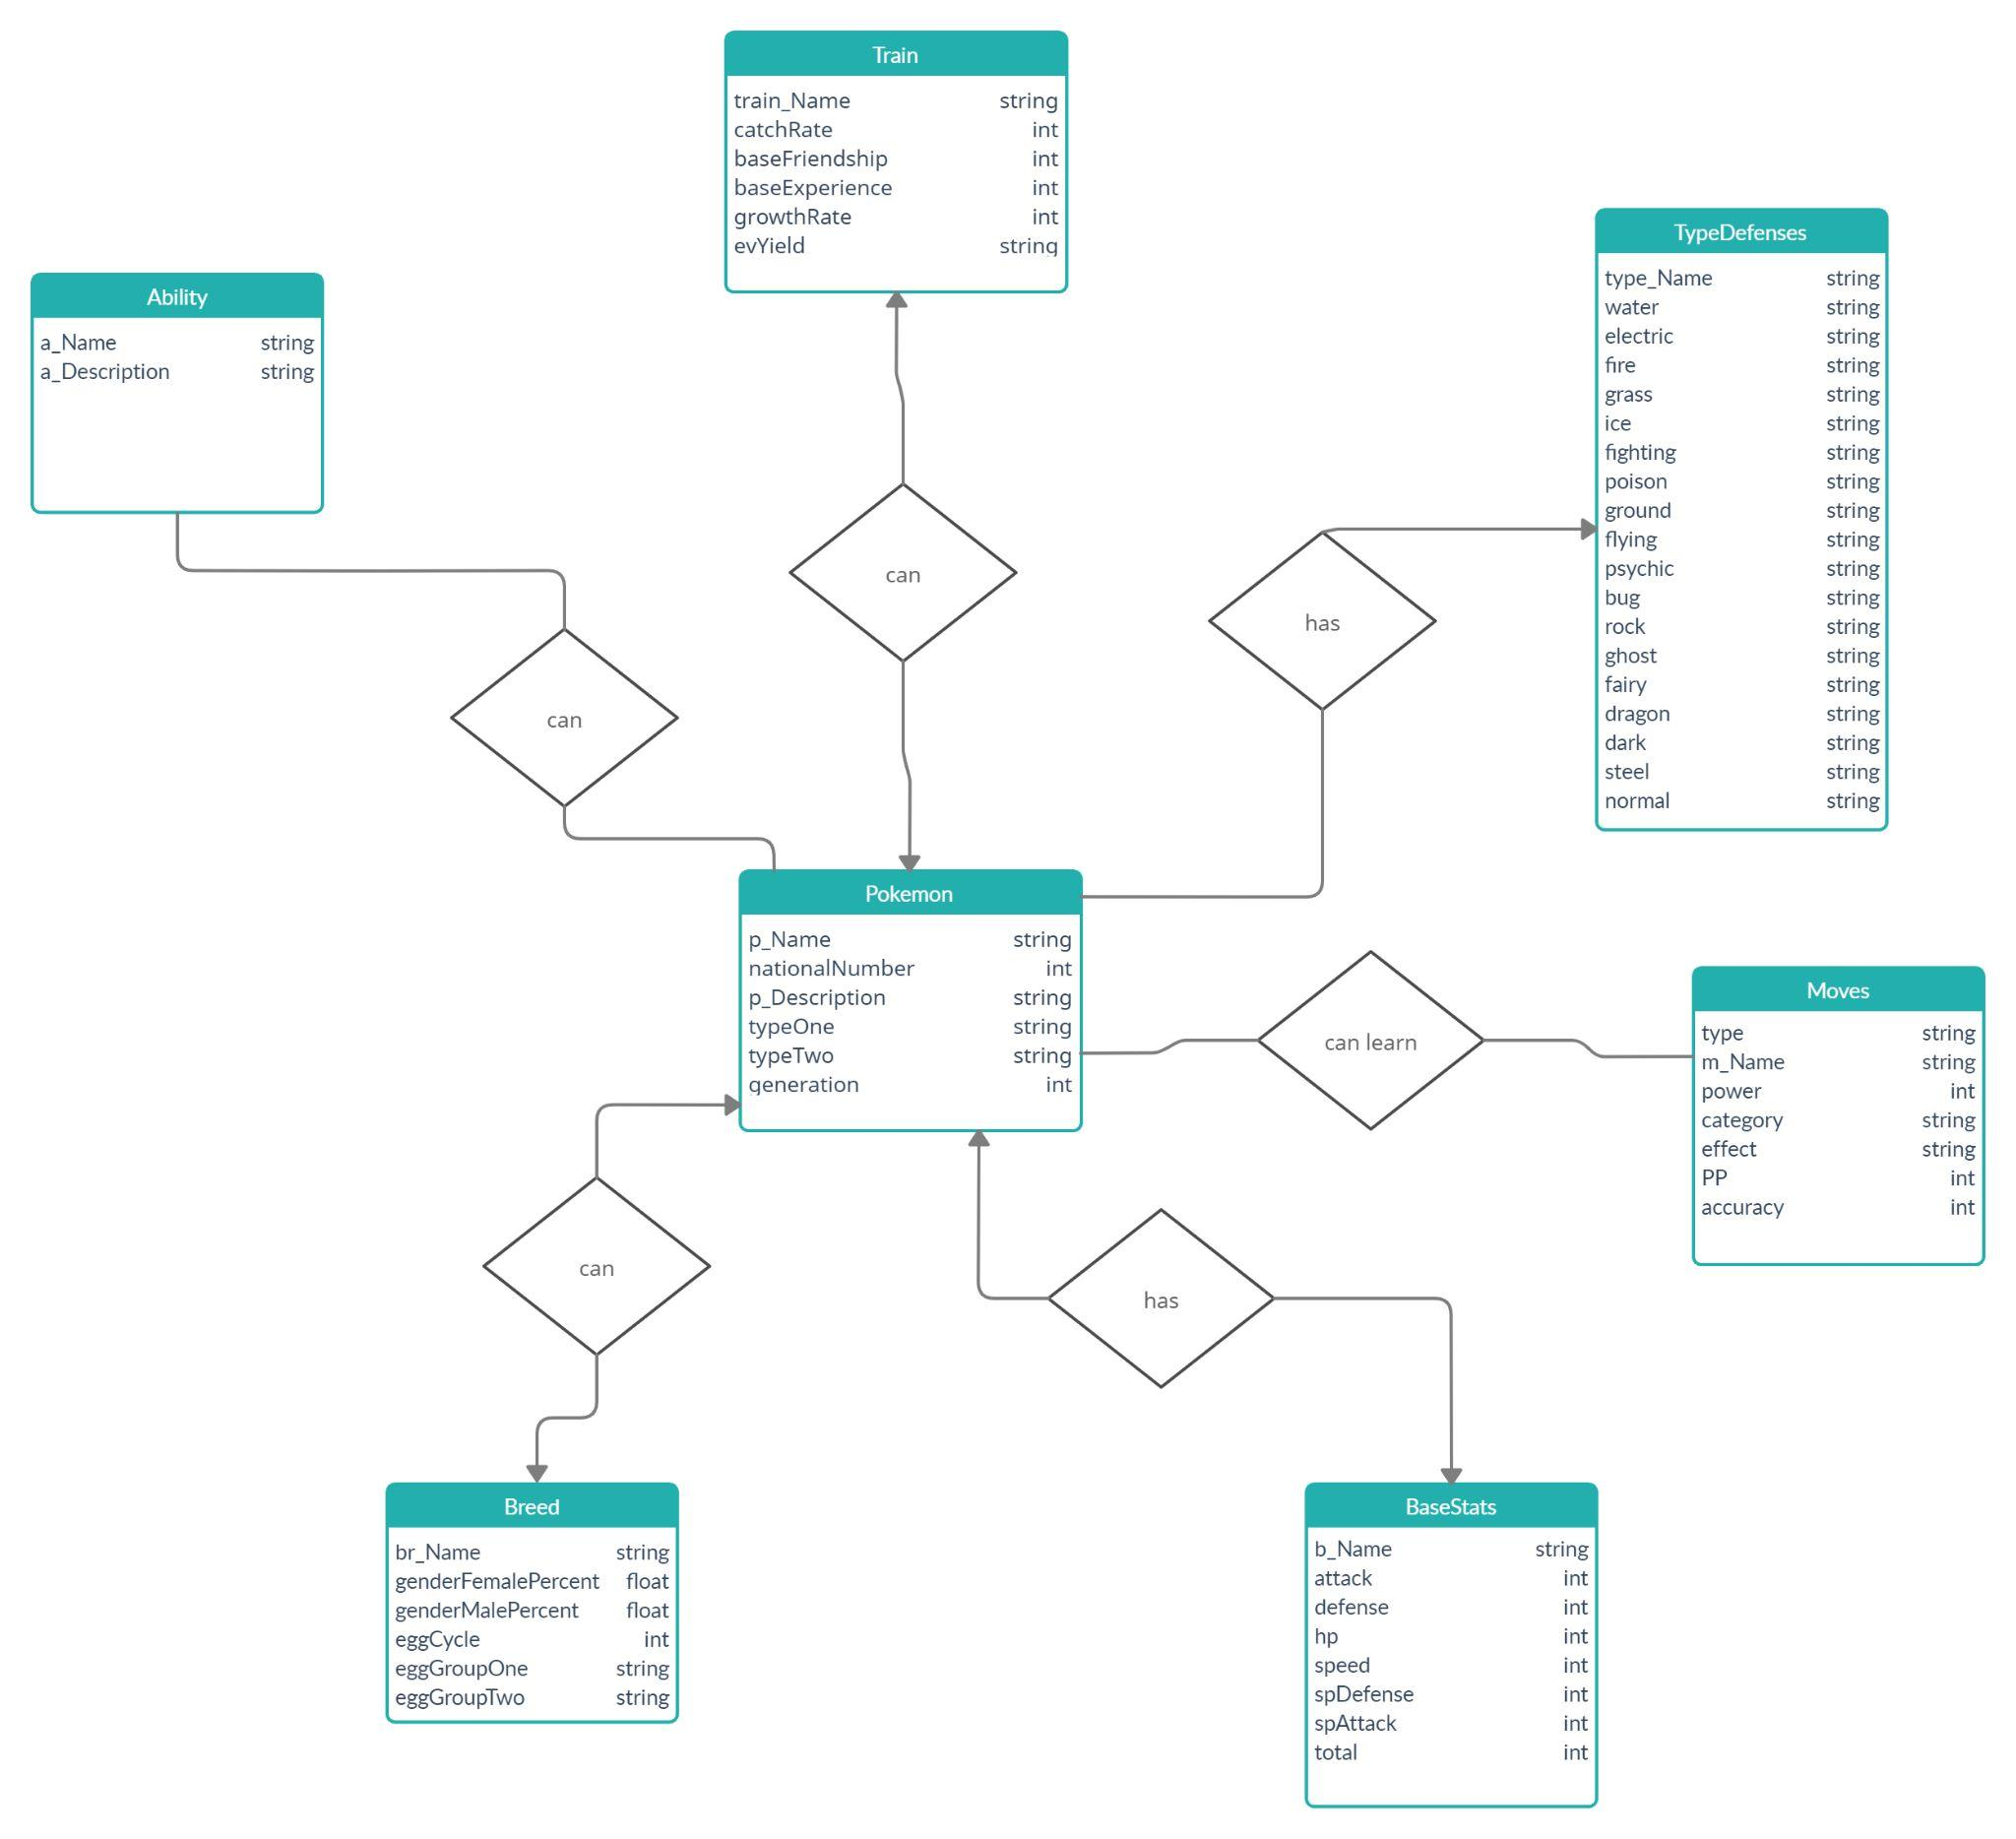 Train
train_Name string
catchRate int
baseFriendship int
baseExperience int
growthRate int
evYield string
TypeDefenses
type_Name string
water string
electric string
fire string
grass string
ice string
fighting string
poison string
ground string
flying string
psychic string
bug string
rock string
ghost string
fairy string
dragon string
dark string
steel string
normal string
Ability
a_Name string
a_Description string
can
has
can
Pokemon
p_Name string
nationalNumber int
p_Description string
typeOne string
typeTwo string
generation int
can learn
Moves
type string
m_Name string
power int
category string
effect string
PP int
accuracy int
can
has
Breed
br_Name string
genderFemalePercent float
genderMalePercent float
eggCycle int
eggGroupOne string
eggGroupTwo string
BaseStats
b_Name string
attack int
defense int
hp int
speed int
spDefense int
spAttack int
total int